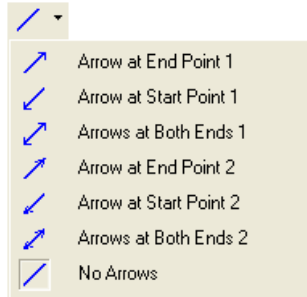 Arrow at End Point 1
Arrow at Start Point 1
Arrows at Both Ends 1
Arrow at End Point 2
Arrow at Start Point 2
Arrows at Both Ends 2
No Arrows